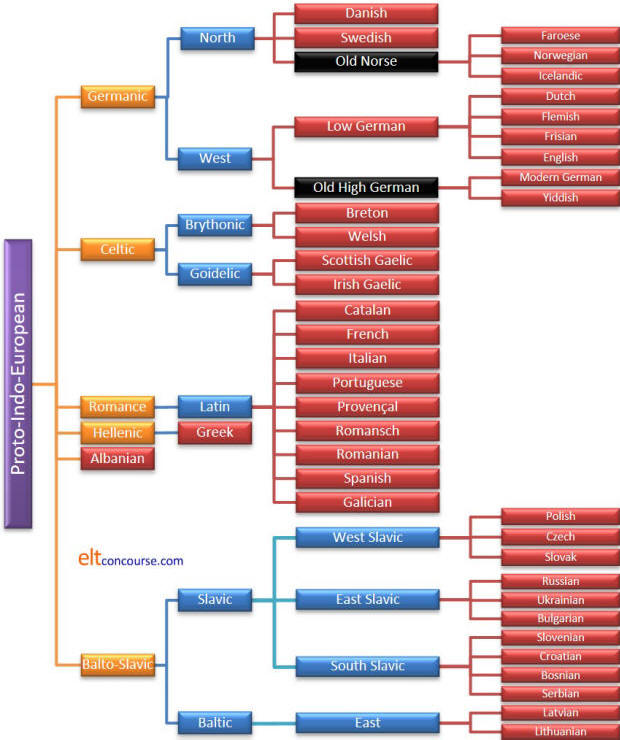 Proto-Indo-European
Germanic
North
Danish
Swedish
Old Norse
Faroese
Norwegian
Icelandic
West
Low German
Dutch
Flemish
Frisian
English
Old High German
Modern German
Yiddish
Celtic
Brythonic
Breton
Welsh
Goidelic
Scottish Gaelic
Irish Gaelic
Romance
Latin
Catalan
French
Italian
Portuguese
Provençal
Romansch
Romanian
Spanish
Galician
Hellenic
Greek
Albanian
eltconcourse.com
Balto-Slavic
Slavic
West Slavic
Polish
Czech
Slovak
East Slavic
Russian
Ukrainian
Bulgarian
South Slavic
Slovenian
Croatian
Bosnian
Serbian
Baltic
East
Latvian
Lithuanian